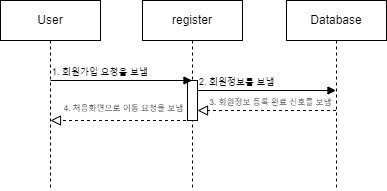 User
register
Database
1. 회원가입 요청을 보냄
2. 회원정보를 보냄
3. 회원정보 등록 완료 신호를 보냄
4. 처음화면으로 이동 요청을 보냄